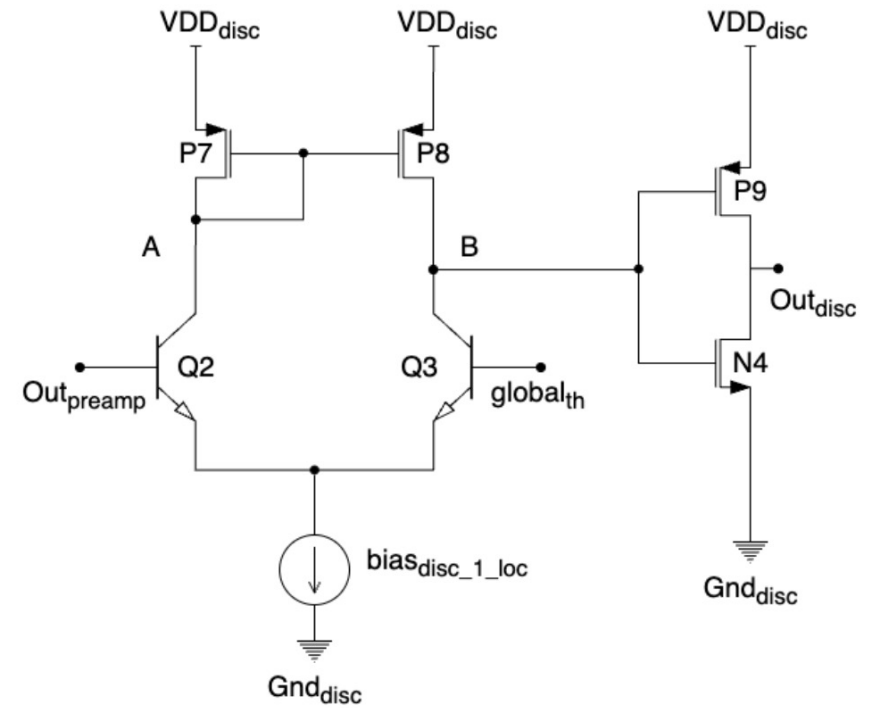 VDDdisc VDDdisc VDDdisc
P7 P8
P9
A B
Outdisc
Q2 Q3 N4
Outpreamp globalth
biasdisc_1_loc
Gnddisc
Gnddisc